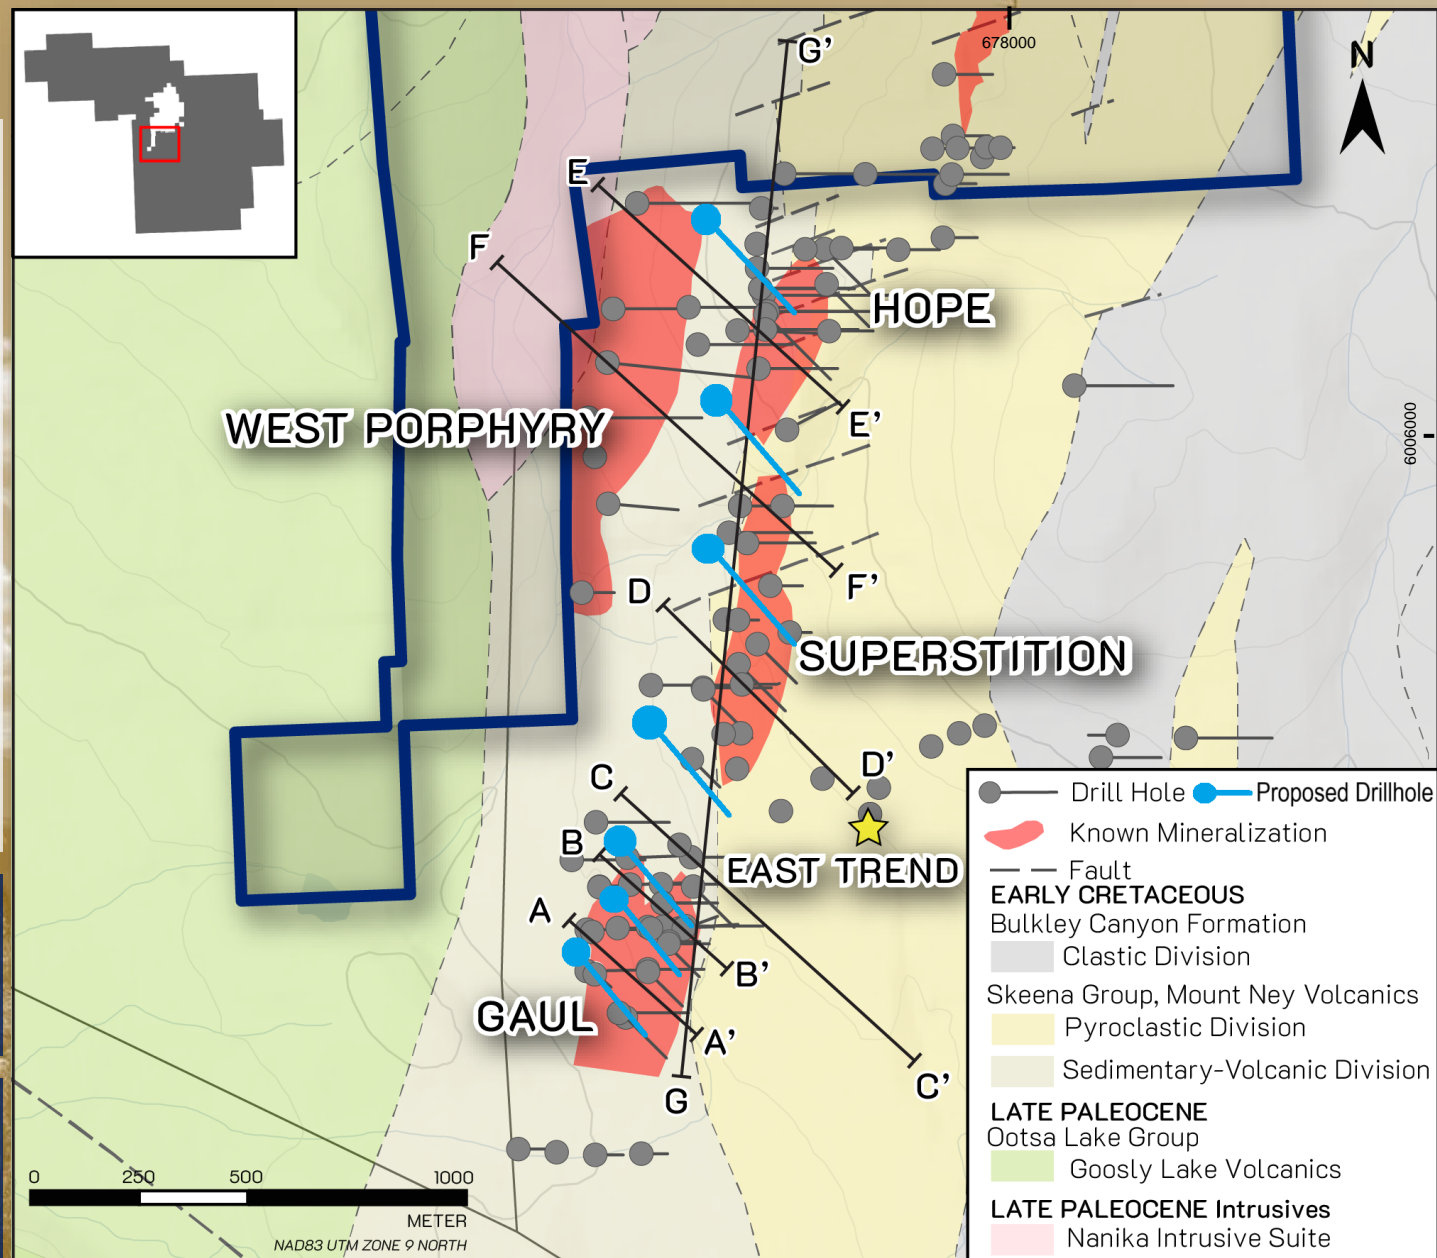 G'
678000
N
E
F
HOPE
6006000
WEST PORPHYRY
E'
D
F'
SUPERSTITION
D'
C
B
EAST TREND
A
B'
GAUL
A'
C'
G
Drill Hole
Proposed Drillhole
Known Mineralization
Fault
EARLY CRETACEOUS
Bulkley Canyon Formation
Clastic Division
Skeena Group, Mount Ney Volcanics
Pyroclastic Division
Sedimentary-Volcanic Division
LATE PALEOCENE
Ootsa Lake Group
Goosly Lake Volcanics
LATE PALEOCENE Intrusives
Nanika Intrusive Suite
0 250 500 1000
METER
NAD83 UTM ZONE 9 NORTH